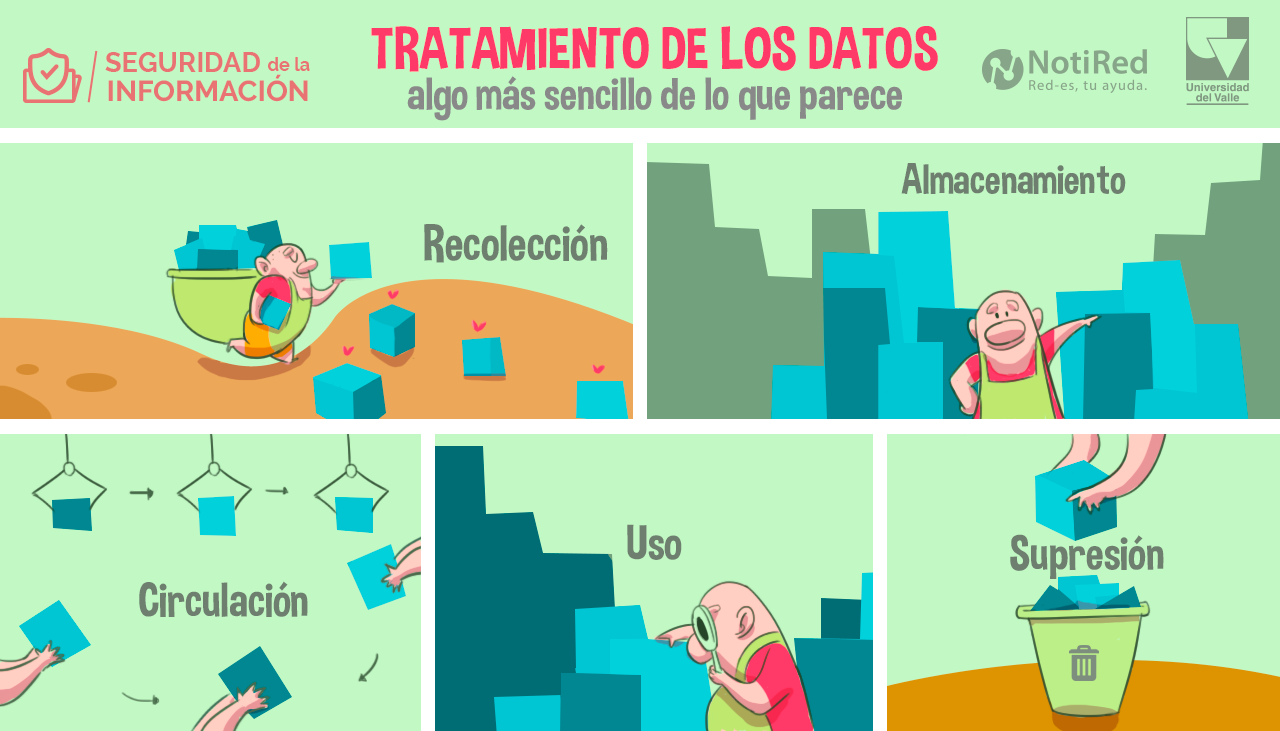 SEGURIDAD de la
INFORMACIÓN
TRATAMIENTO DE LOS DATOS
algo más sencillo de lo que parece
NotiRed
Red-es, tu ayuda.
Universidad
del Valle
Recolección
Almacenamiento
Circulación
Uso
Supresión